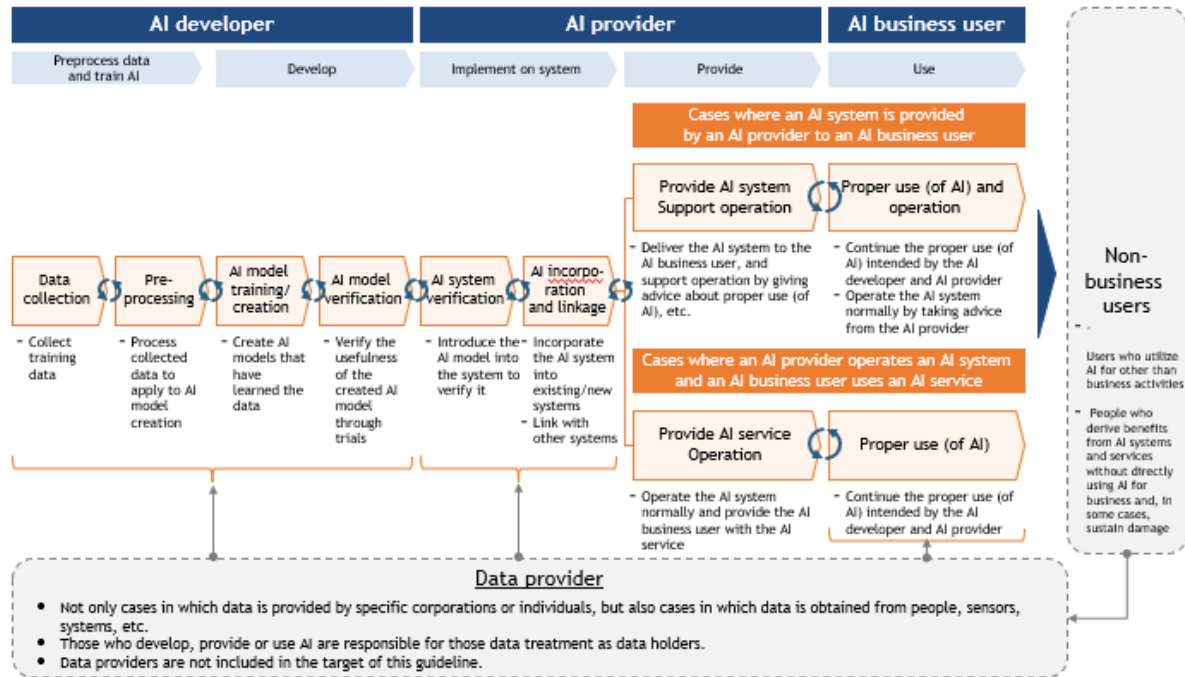 AI developer
AI provider
AI business user
Preprocess data
and train AI
Develop
Implement on system
Provide
Use
Cases where an AI system is provided
by an AI provider to an AI business user
Provide AI system
Support operation
Proper use (of AI) and
operation
- Deliver the AI system to the
AI business user, and
support operation by giving
advice about proper use (of
AI), etc.
- Continue the proper use (of
AI) intended by the AI
developer and AI provider
- Operate the AI system
normally by taking advice
from the AI provider
Data
collection
Pre-
processing
AI model
training/
creation
AI model
verification
AI system
verification
AI incorpo-
ration
and linkage
- Collect
training
data
- Process
collected
data to
apply to AI
model
creation
- Create AI
models that
have
learned the
data
- Verify the
usefulness
of the
created AI
model
through
trials
- Introduce the
AI model into
the system to
verify it
- Incorporate
the AI system
into
existing/new
systems
- Link with
other systems
Cases where an AI provider operates an AI system
and an AI business user uses an AI service
Provide AI service
Operation
Proper use (of AI)
- Operate the AI system
normally and provide the AI
business user with the AI
service
- Continue the proper use (of
AI) intended by the AI
developer and AI provider
Non-
business
users
- .
Users who utilize
AI for other than
business activities
- People who
derive benefits
from AI systems
and services
without directly
using AI for
business and, in
some cases,
sustain damage
Data provider
• Not only cases in which data is provided by specific corporations or individuals, but also cases in which data is obtained from people, sensors,
systems, etc.
• Those who develop, provide or use AI are responsible for those data treatment as data holders.
• Data providers are not included in the target of this guideline.